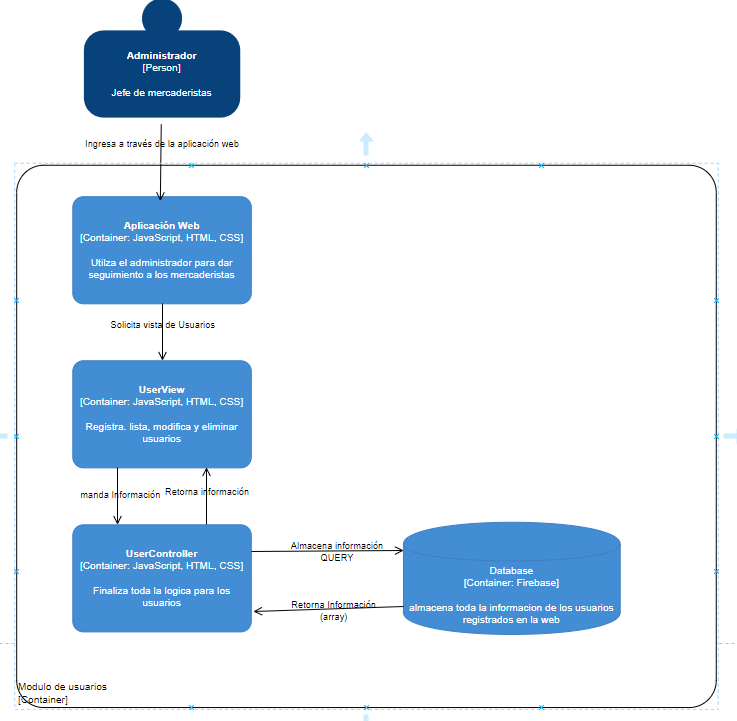 Administrador
[Person]
Jefe de mercaderistas
Ingresa a través de la aplicación web
Aplicación Web
[Container: JavaScript, HTML, CSS]
Utilza el administrador para dar
seguimiento a los mercaderistas
Solicita vista de Usuarios
UserView
[Container: JavaScript, HTML, CSS]
Registra. lista, modifica y eliminar
usuarios
manda Información
Retorna información
UserController
[Container: JavaScript, HTML, CSS]
Finaliza toda la logica para los
usuarios
Almacena información
QUERY
Retorna Información
(array)
Database
[Container: Firebase]
almacena toda la informacion de los usuarios
registrados en la web
Modulo de usuarios
[Container]